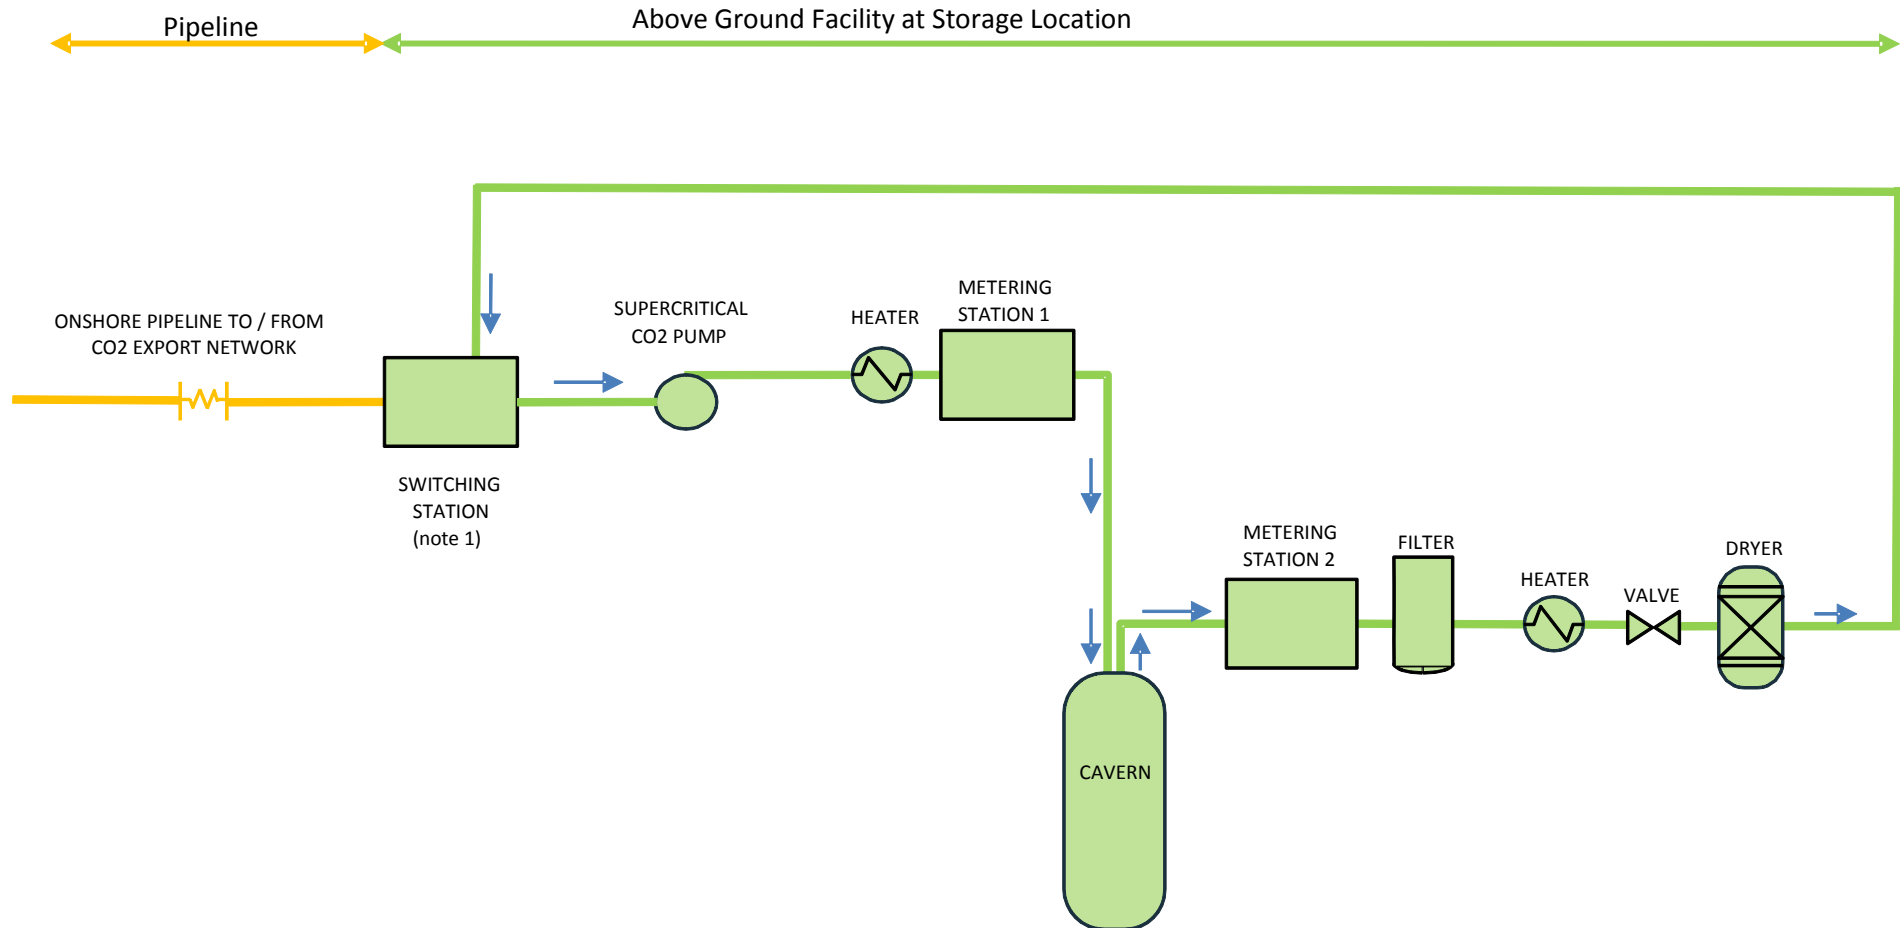 Pipeline
Above Ground Facility at Storage Location
ONSHORE PIPELINE TO / FROM
CO2 EXPORT NETWORK
SWITCHING
STATION
(note 1)
SUPERCRITICAL
CO2 PUMP
HEATER
METERING
STATION 1
CAVERN
METERING
STATION 2
FILTER
HEATER
VALVE
DRYER